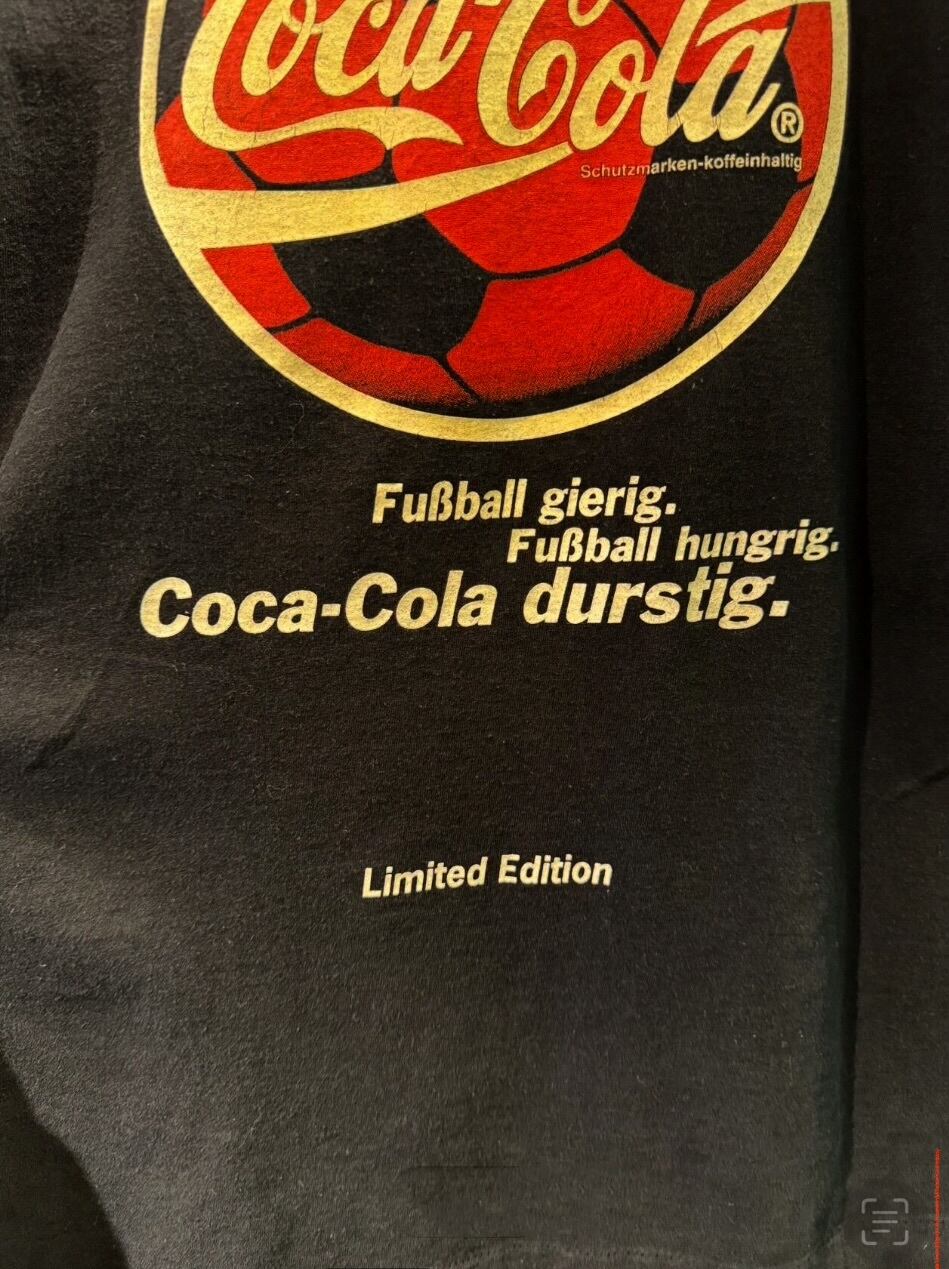 Coca-Cola®
Schutzmarken-koffeinhaltig
Fußball gierig.
Fußball hungrig.
Coca-Cola durstig.
Limited Edition